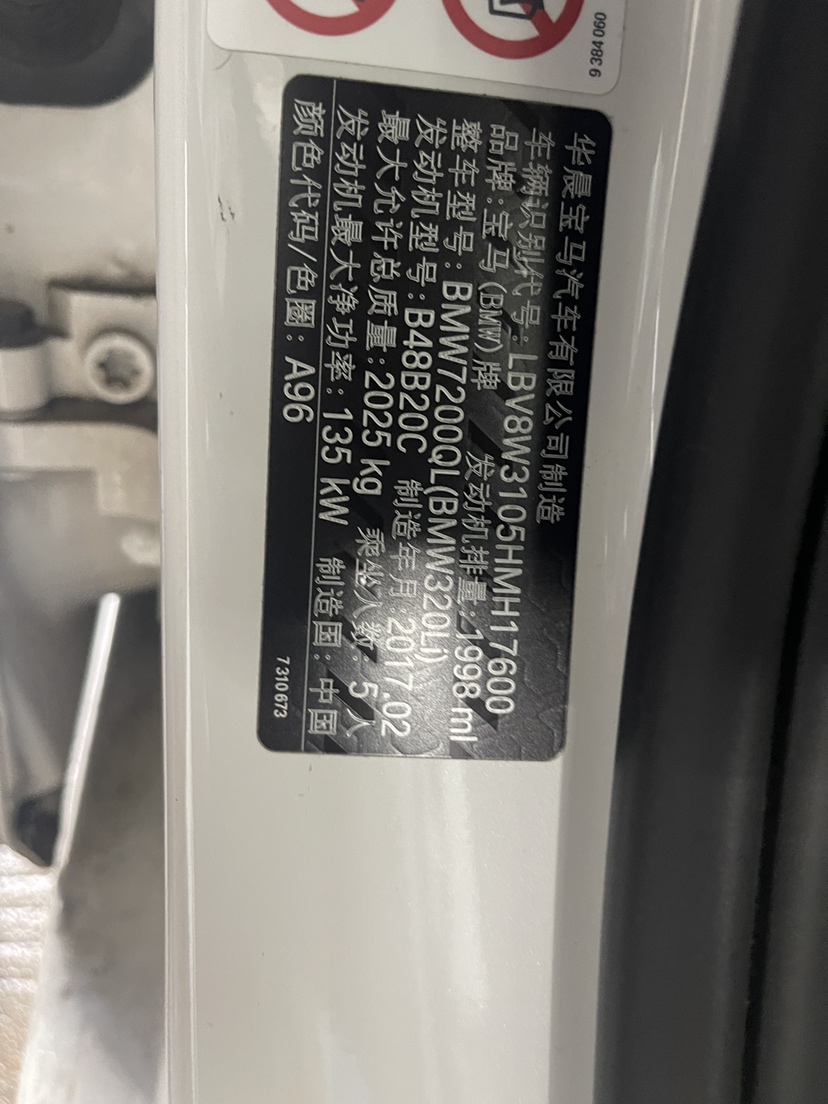 9 384 060
华晨宝马汽车有限公司制造
车辆识别代号: LBV8W3105HMH17600
品牌: 宝马(BMW)牌 发动机排量: 1998 ml
整车型号: BMW7200QL(BMW320Li)
发动机型号: B48B20C 制造年月: 2017.02
最大允许总质量: 2025 kg 乘坐人数: 5 人
发动机最大净功率: 135 kW 制造国: 中国
颜色代码/色圈: A96
7310673